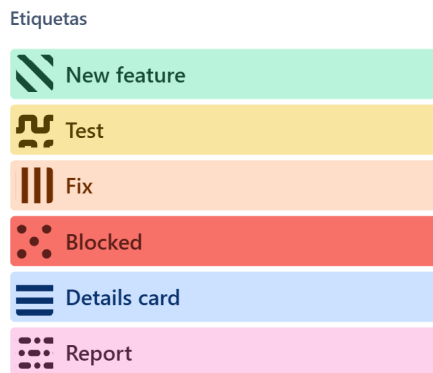 Etiquetas
New feature
Test
Fix
Blocked
Details card
Report